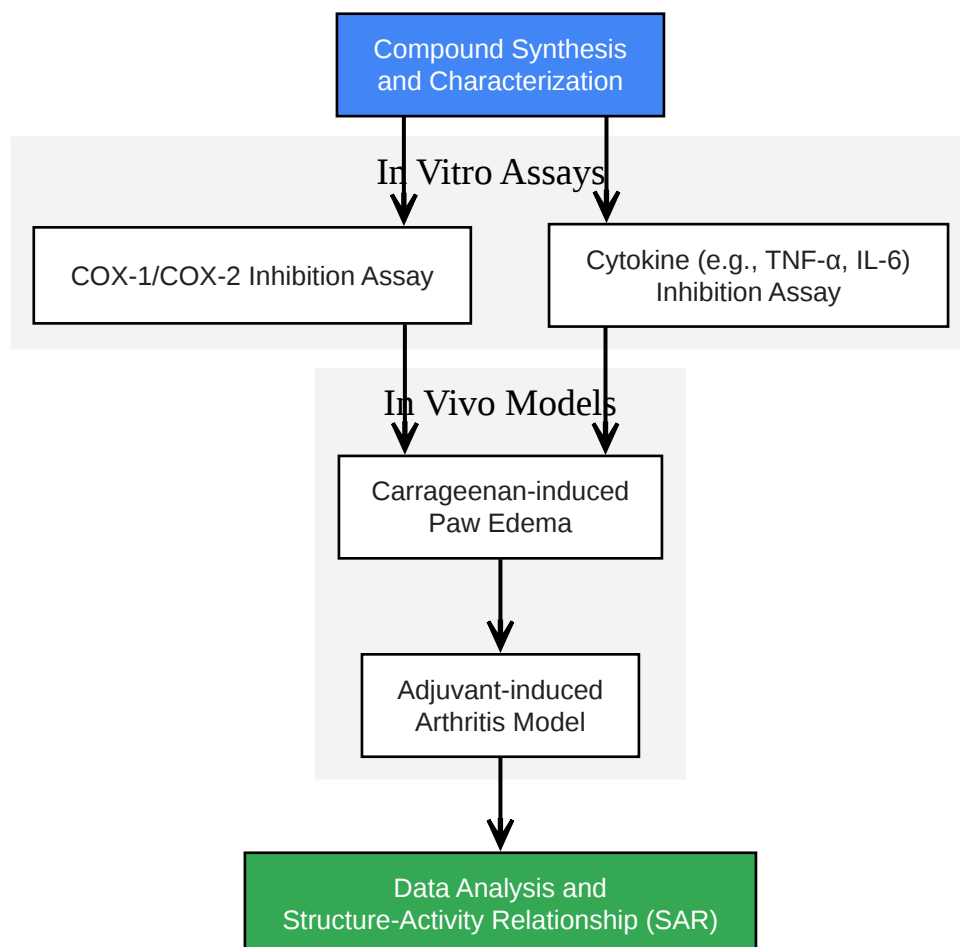 Compound Synthesis
and Characterization
In Vitro Assays
COX-1/COX-2 Inhibition Assay
Cytokine (e.g., TNF-α, IL-6)
Inhibition Assay
In Vivo Models
Carrageenan-induced
Paw Edema
Adjuvant-induced
Arthritis Model
Data Analysis and
Structure-Activity Relationship (SAR)